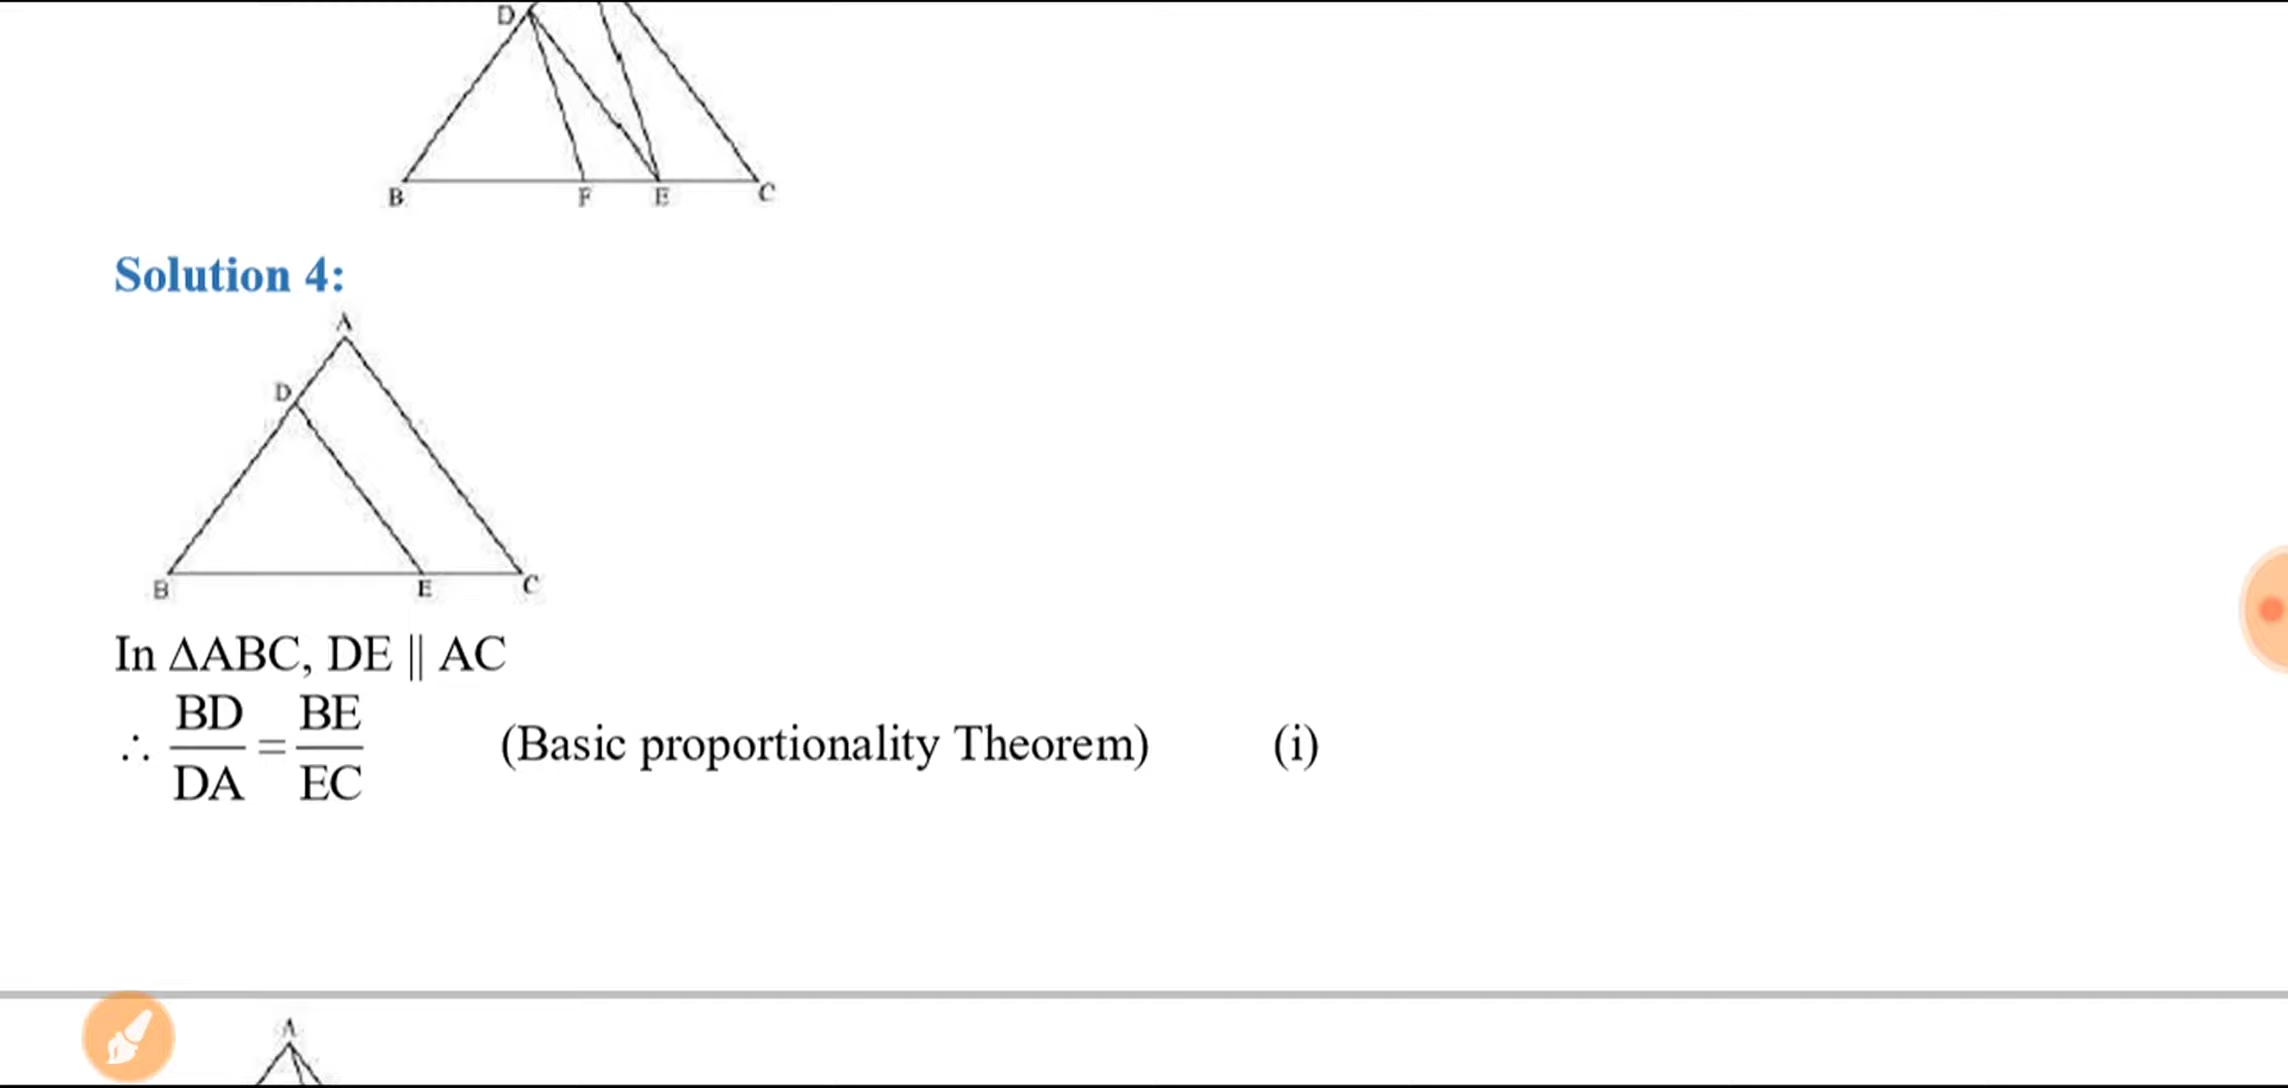 D
B F E C
Solution 4:
A
D
B E C
In ΔABC, DE || AC
∴ BD/DA = BE/EC (Basic proportionality Theorem) (i)
A